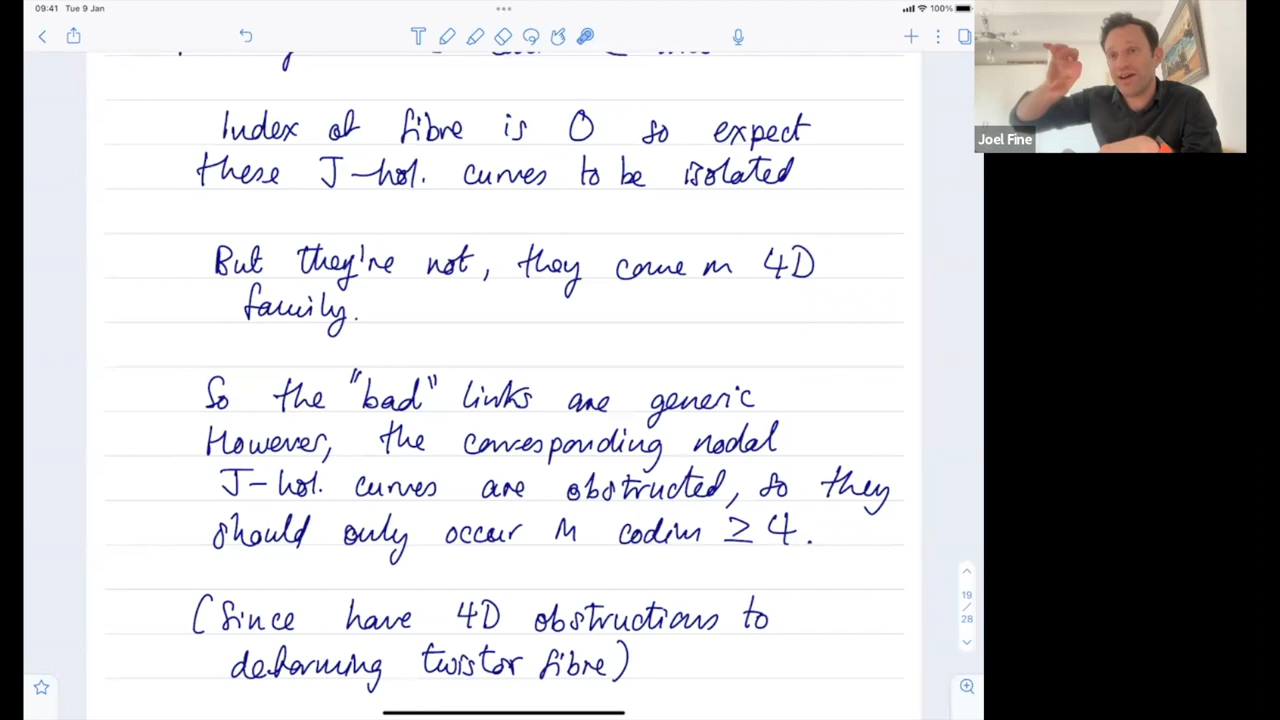 09:41 Tue 9 Jan
100%
Joel Fine
Index of fibre is 0 so expect
these J-hol. curves to be isolated
But they're not, they come in 4D
family.
So the "bad" links are generic
However, the corresponding nodal
J-hol. curves are obstructed, so they
should only occur in codim ≥ 4.
(Since have 4D obstructions to
deforming twistor fibre)
19
/
28